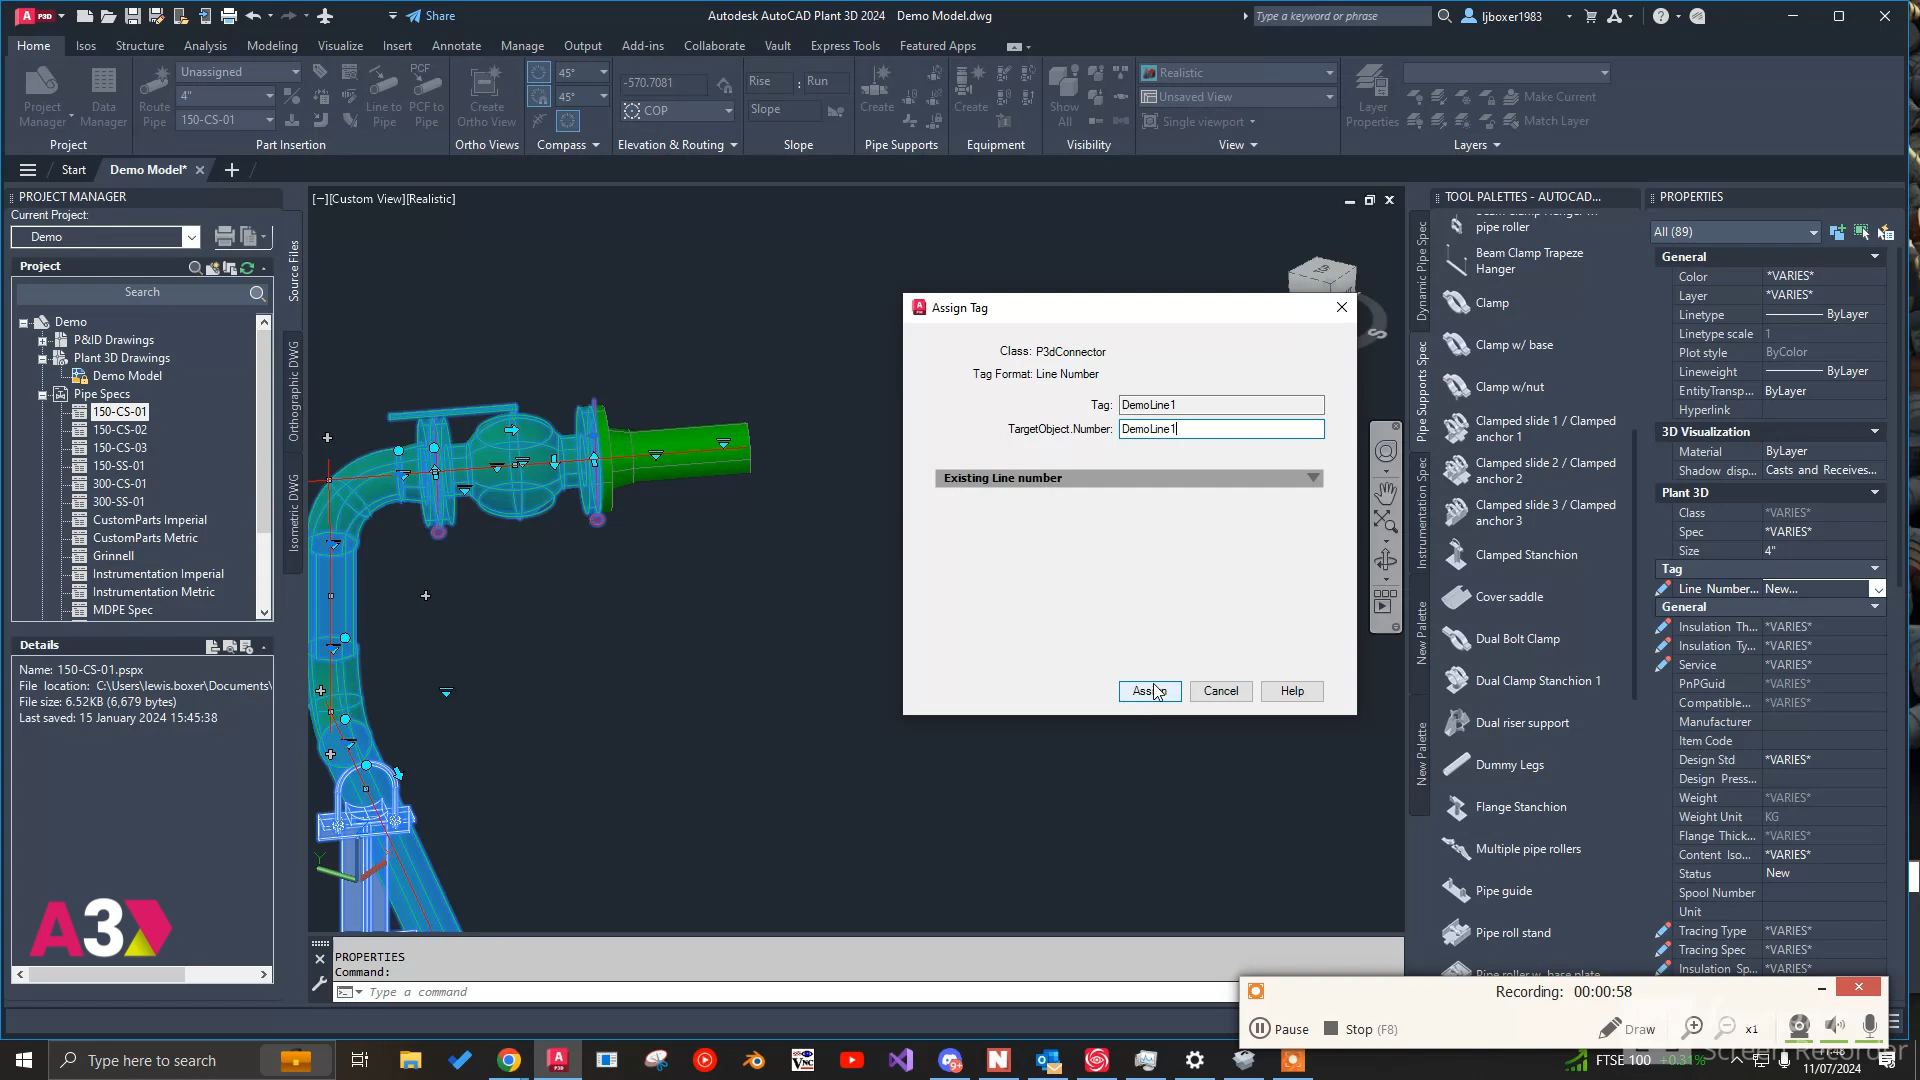 Share
Autodesk AutoCAD Plant 3D 2024 Demo Model.dwg
Type a keyword or phrase
ljboxer1983
Home Isos Structure Analysis Modeling Visualize Insert Annotate Manage Output Add-ins Collaborate Vault Express Tools Featured Apps
Project Manager
Data Manager
Route Pipe
Unassigned
4"
150-CS-01
Line to Pipe
PCF to Pipe
PCF
Create Ortho View
45°
45°
-570.7081
COP
Rise : Run
Slope
Create
Create
Show All
Realistic
Unsaved View
Single viewport
Layer Properties
Make Current
Match Layer
Project Part Insertion Ortho Views Compass Elevation & Routing Slope Pipe Supports Equipment Visibility View Layers
Start Demo Model*
PROJECT MANAGER
Current Project:
Demo
Project
Search
Demo
P&ID Drawings
Plant 3D Drawings
Demo Model
Pipe Specs
150-CS-01
150-CS-02
150-CS-03
150-SS-01
300-CS-01
300-SS-01
CustomParts Imperial
CustomParts Metric
Grinnell
Instrumentation Imperial
Instrumentation Metric
MDPE Spec
Source Files
Orthographic DWG
Isometric DWG
Details
Name: 150-CS-01.pspx
File location: C:\Users\lewis.boxer\Documents\
File size: 6.52KB (6,679 bytes)
Last saved: 15 January 2024 15:45:38
A3
[−][Custom View][Realistic]
Assign Tag
Class: P3dConnector
Tag Format: Line Number
Tag: DemoLine1
TargetObject.Number: DemoLine1
Existing Line number
Assign
Cancel
Help
PROPERTIES
Command:
Type a command
TOOL PALETTES - AUTOCAD...
Dynamic Pipe Spec
Pipe Supports Spec
Instrumentation Spec
New Palette
New Palette
pipe roller
Beam Clamp Trapeze
Hanger
Clamp
Clamp w/ base
Clamp w/nut
Clamped slide 1 / Clamped
anchor 1
Clamped slide 2 / Clamped
anchor 2
Clamped slide 3 / Clamped
anchor 3
Clamped Stanchion
Cover saddle
Dual Bolt Clamp
Dual Clamp Stanchion 1
Dual riser support
Dummy Legs
Flange Stanchion
Multiple pipe rollers
Pipe guide
Pipe roll stand
Pipe roller w. base plate
PROPERTIES
All (89)
General
Color *VARIES*
Layer *VARIES*
Linetype ByLayer
Linetype scale 1
Plot style ByColor
Lineweight ByLayer
EntityTransp... ByLayer
Hyperlink
3D Visualization
Material ByLayer
Shadow disp... Casts and Receives...
Plant 3D
Class *VARIES*
Spec *VARIES*
Size 4"
Tag
Line Number... New...
General
Insulation Th... *VARIES*
Insulation Ty... *VARIES*
Service *VARIES*
PnPGuid *VARIES*
Compatible... *VARIES*
Manufacturer
Item Code
Design Std *VARIES*
Design Press...
Weight *VARIES*
Weight Unit KG
Flange Thick... *VARIES*
Content Iso... *VARIES*
Status New
Spool Number
Unit
Tracing Type *VARIES*
Tracing Spec *VARIES*
Insulation Sp... *VARIES*
Recording: 00:00:58
Pause Stop (F8) Draw x1
Type here to search
FTSE 100 +0.31%
Screen Recorder
11/07/2024